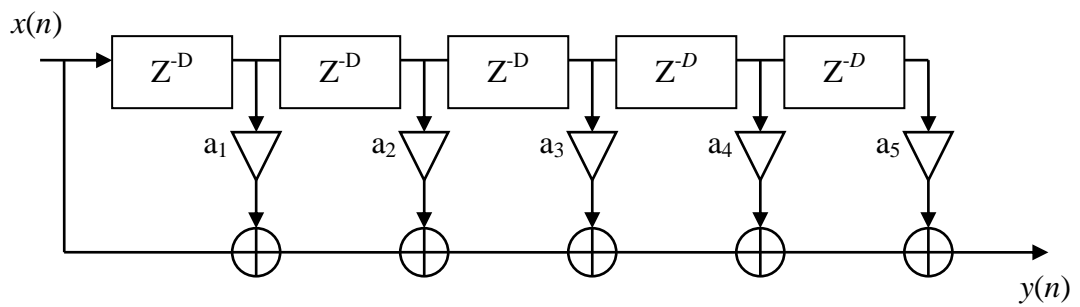 x(n)
Z^-D Z^-D Z^-D Z^-D Z^-D
a₁ a₂ a₃ a₄ a₅
y(n)